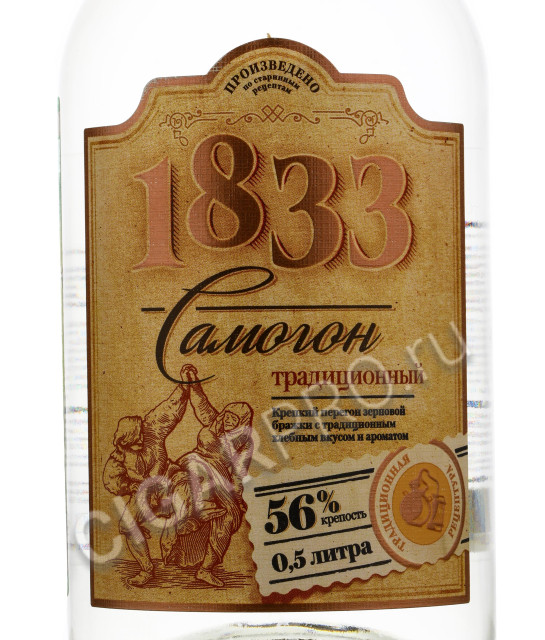 ПРОИЗВЕДЕНО
по старинным
рецептам
1833
Самогон
традиционный
Крепкий перегон зерновой
бражки с традиционным
хлебным вкусом и ароматом
56%
крепость
0,5 литра
ТРАДИЦИОННАЯ
РЕЦЕПТУРА
CIGARPRO.ru